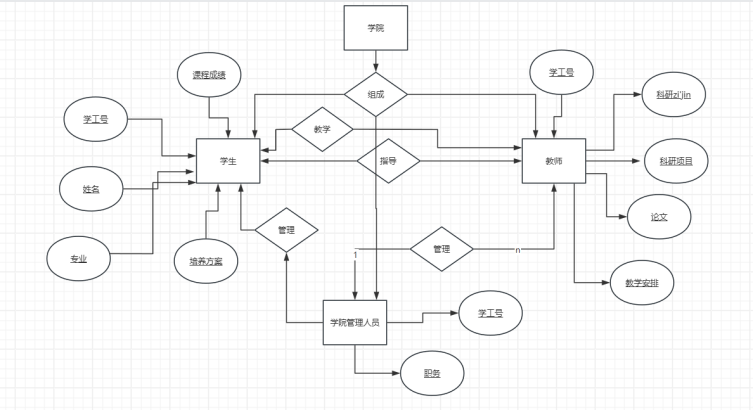 学院
课程成绩
组成
学工号
科研zi'jin
学工号
教学
学生
指导
教师
科研项目
姓名
论文
管理
管理
1
n
专业
培养方案
教学安排
学院管理人员
学工号
职务